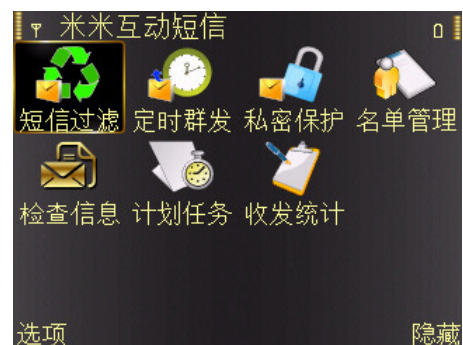 米米互动短信
短信过滤 定时群发 私密保护 名单管理
检查信息 计划任务 收发统计
选项 隐藏